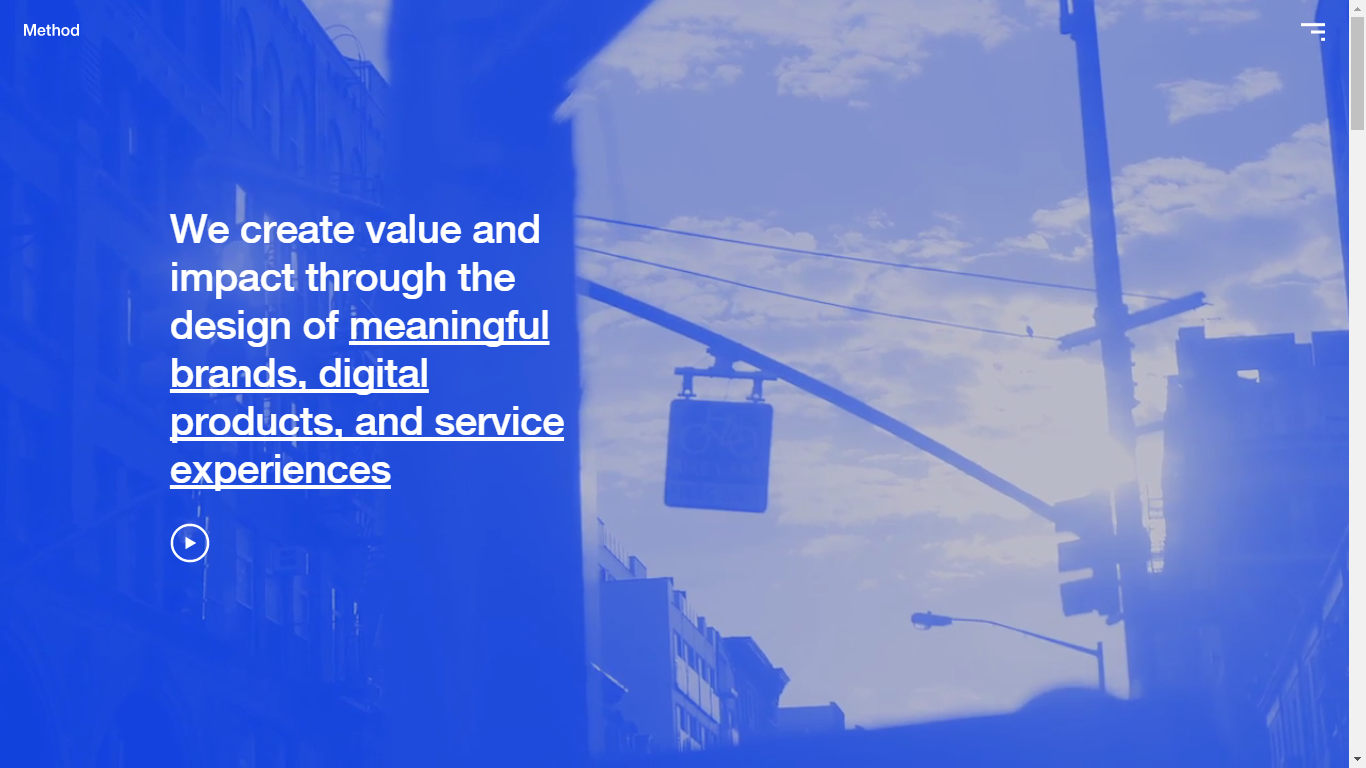 Method
We create value and
impact through the
design of meaningful
brands, digital
products, and service
experiences